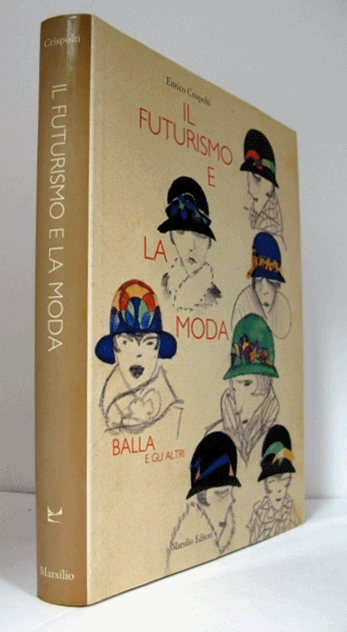 Crispolti
IL FUTURISMO E LA MODA
Marsilio
Enrico Crispolti
IL
FUTURISMO
E
LA
MODA
BALLA
E GLI ALTRI
Marsilio Editori